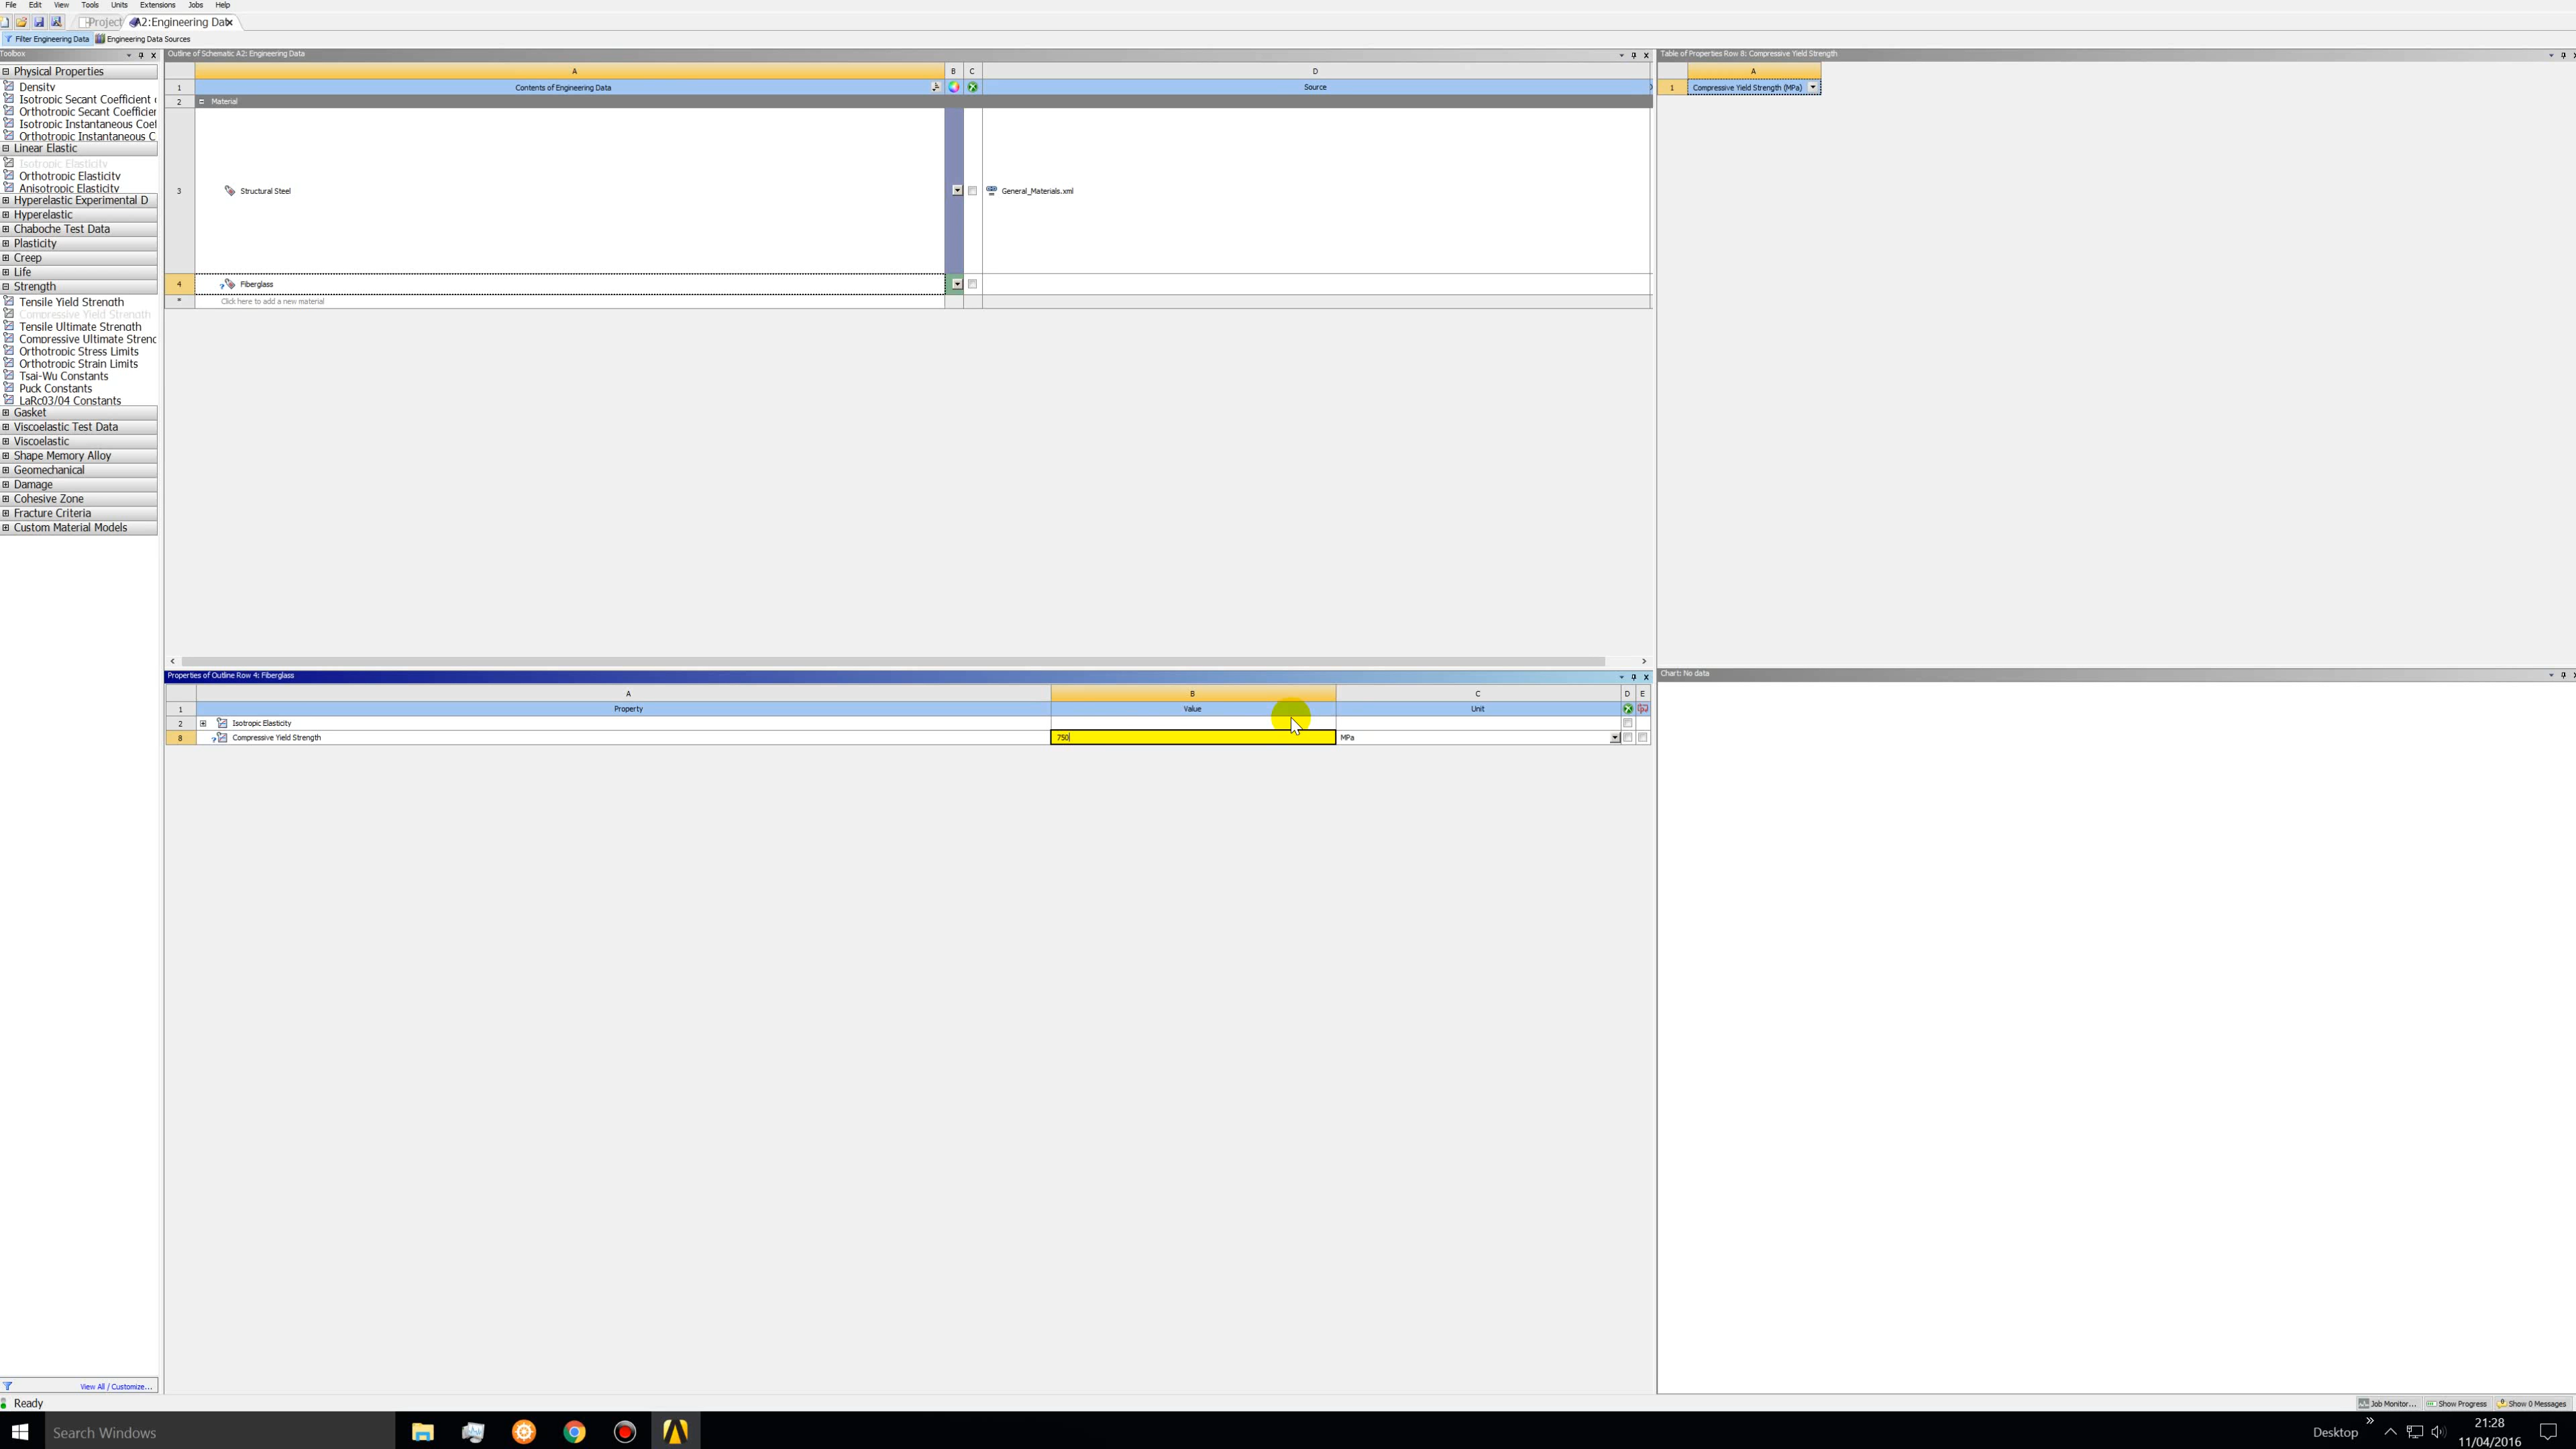 File Edit View Tools Units Extensions Jobs Help
Project A2:Engineering Dat
Filter Engineering Data Engineering Data Sources
Toolbox
Physical Properties
Density
Isotropic Secant Coefficient
Orthotropic Secant Coefficier
Isotropic Instantaneous Coef
Orthotropic Instantaneous C
Linear Elastic
Isotropic Elasticity
Orthotropic Elasticity
Anisotropic Elasticity
Hyperelastic Experimental D
Hyperelastic
Chaboche Test Data
Plasticity
Creep
Life
Strength
Tensile Yield Strength
Compressive Yield Strength
Tensile Ultimate Strength
Compressive Ultimate Streng
Orthotropic Stress Limits
Orthotropic Strain Limits
Tsai-Wu Constants
Puck Constants
LaRc03/04 Constants
Gasket
Viscoelastic Test Data
Viscoelastic
Shape Memory Alloy
Geomechanical
Damage
Cohesive Zone
Fracture Criteria
Custom Material Models
View All / Customize...
Outline of Schematic A2: Engineering Data
A B C D
1 Contents of Engineering Data Source
2 Material
3 Structural Steel General_Materials.xml
4 Fiberglass
* Click here to add a new material
Properties of Outline Row 4: Fiberglass
A B C D E
1 Property Value Unit
2 Isotropic Elasticity
8 Compressive Yield Strength 750 MPa
Table of Properties Row 8: Compressive Yield Strength
A
1 Compressive Yield Strength (MPa)
Chart: No data
Ready
Job Monitor... Show Progress Show 0 Messages
Search Windows
Desktop
21:28
11/04/2016